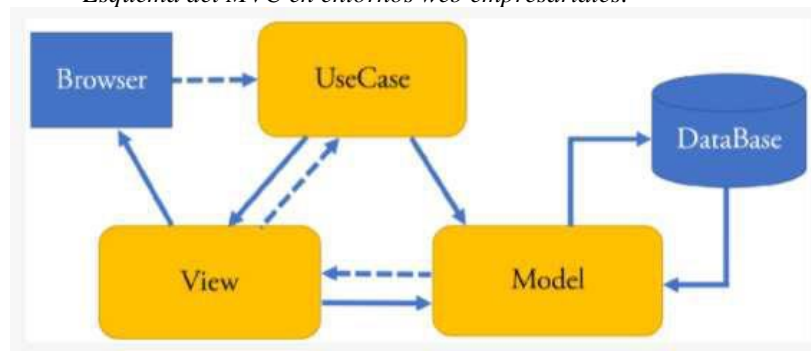 Esquema del MVC en entornos web empresariales.
Browser
UseCase
DataBase
View
Model